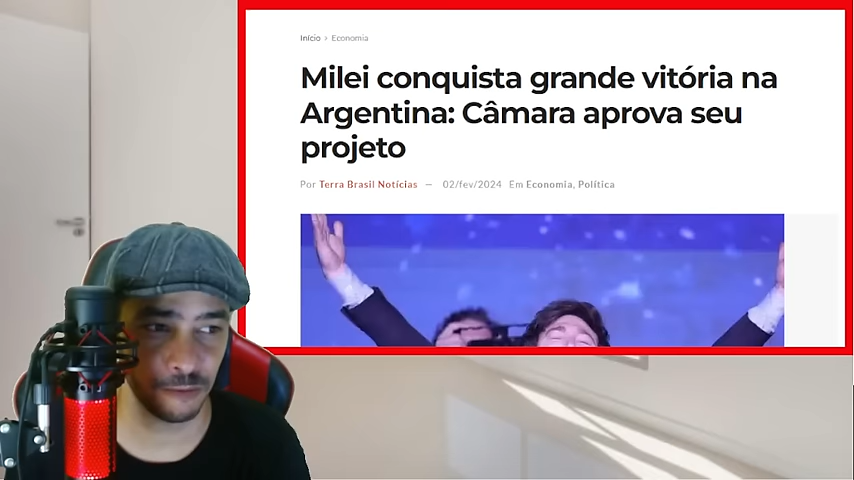 Início > Economia
Milei conquista grande vitória na
Argentina: Câmara aprova seu
projeto
Por Terra Brasil Notícias — 02/fev/2024 Em Economia, Política